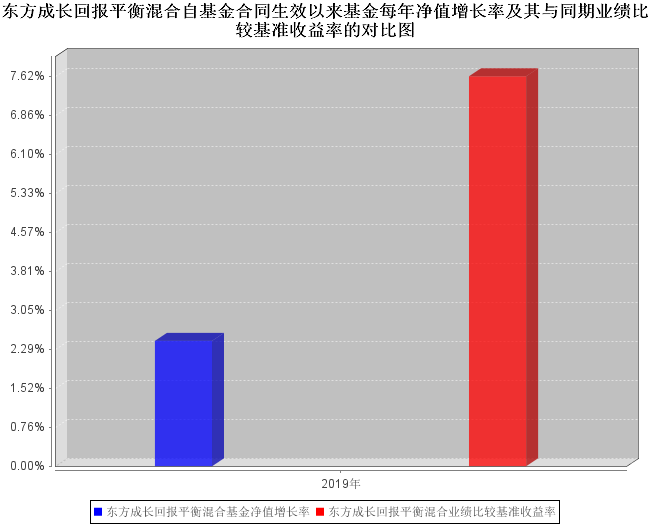 东方成长回报平衡混合自基金合同生效以来基金每年净值增长率及其与同期业绩比
较基准收益率的对比图
7.62%
6.86%
6.10%
5.33%
4.57%
3.81%
3.05%
2.29%
1.52%
0.76%
0.00%
2019年
东方成长回报平衡混合基金净值增长率 东方成长回报平衡混合业绩比较基准收益率